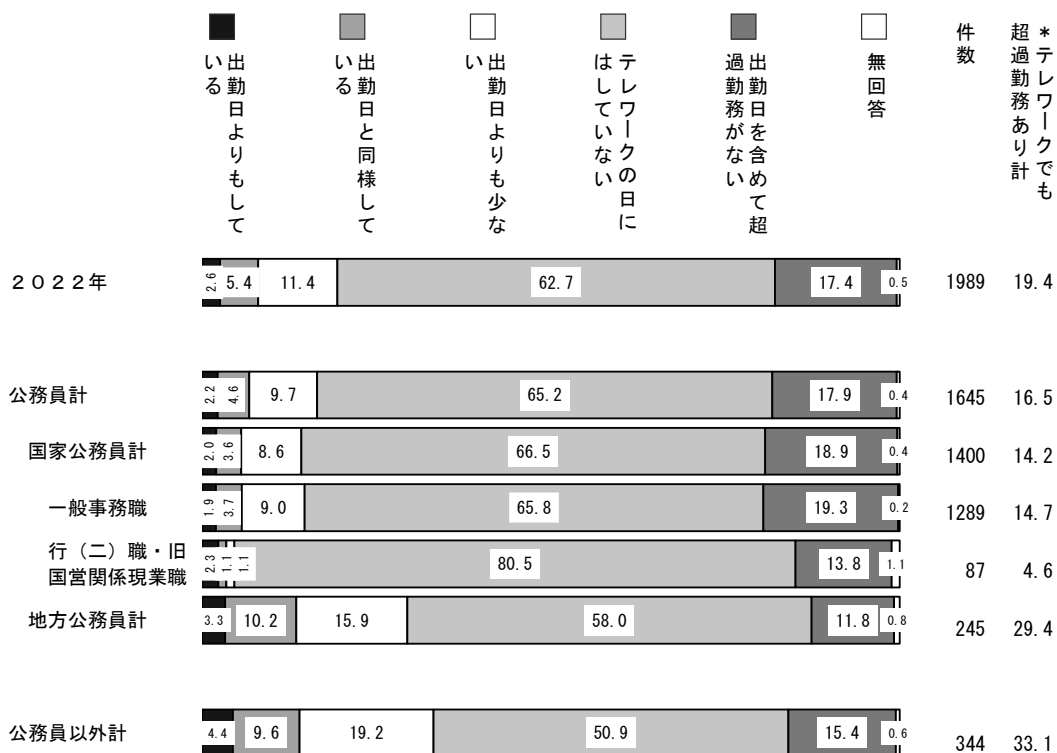 出勤日よりもして
いる
出勤日と同様して
いる
出勤日よりも少な
い
テレワークの日に
はしていない
出勤日を含めて超
過勤務がない
無回答
件数
*テレワークでも
超過勤務あり計
２０２２年 2.6 5.4 11.4 62.7 17.4 0.5 1989 19.4
公務員計 2.2 4.6 9.7 65.2 17.9 0.4 1645 16.5
国家公務員計 2.0 3.6 8.6 66.5 18.9 0.4 1400 14.2
一般事務職 1.9 3.7 9.0 65.8 19.3 0.2 1289 14.7
行（二）職・旧
国営関係現業職 2.3 1.1 1.1 80.5 13.8 1.1 87 4.6
地方公務員計 3.3 10.2 15.9 58.0 11.8 0.8 245 29.4
公務員以外計 4.4 9.6 19.2 50.9 15.4 0.6 344 33.1